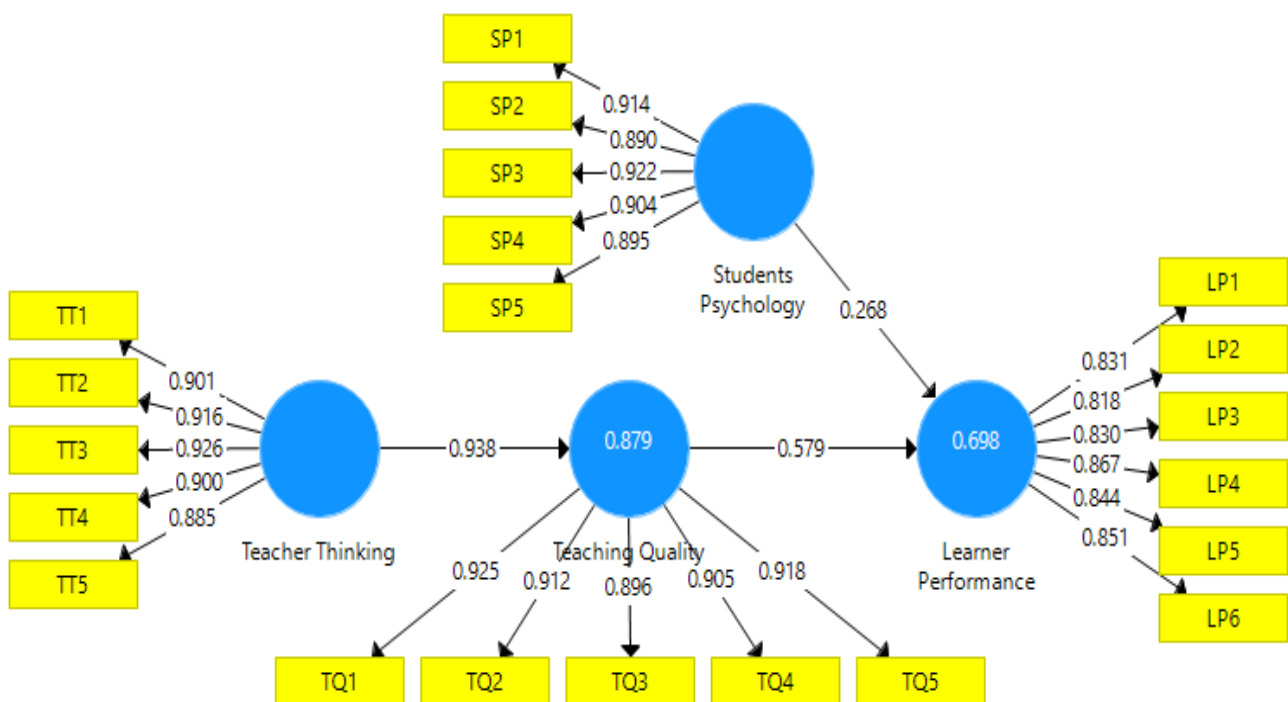 SP1
SP2
SP3
SP4
SP5
0.914
0.890
0.922
0.904
0.895
Students
Psychology
0.268
TT1
TT2
TT3
TT4
TT5
0.901
0.916
0.926
0.900
0.885
Teacher Thinking
0.938
0.879
Teaching Quality
0.579
0.698
Learner
Performance
0.831
0.818
0.830
0.867
0.844
0.851
LP1
LP2
LP3
LP4
LP5
LP6
0.925
0.912
0.896
0.905
0.918
TQ1
TQ2
TQ3
TQ4
TQ5